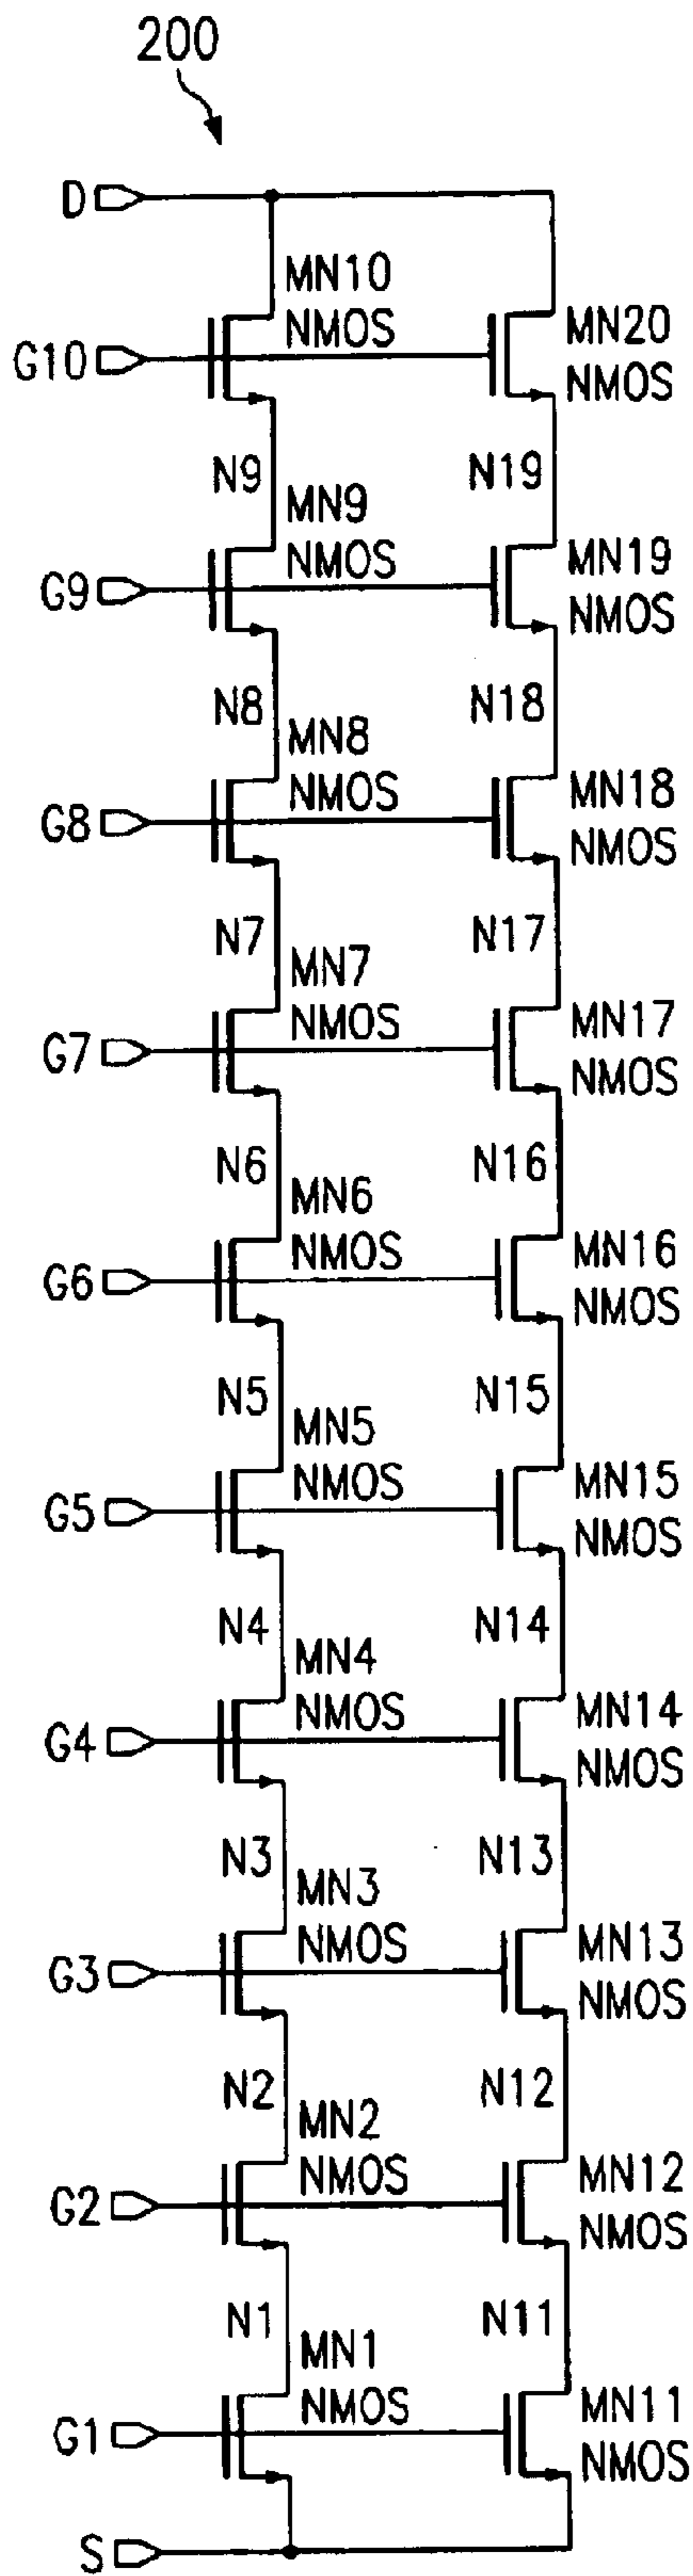 200
D
MN10
NMOS
MN20
NMOS
G10
N9
N19
MN9
NMOS
MN19
NMOS
G9
N8
N18
MN8
NMOS
MN18
NMOS
G8
N7
N17
MN7
NMOS
MN17
NMOS
G7
N6
N16
MN6
NMOS
MN16
NMOS
G6
N5
N15
MN5
NMOS
MN15
NMOS
G5
N4
N14
MN4
NMOS
MN14
NMOS
G4
N3
N13
MN3
NMOS
MN13
NMOS
G3
N2
N12
MN2
NMOS
MN12
NMOS
G2
N1
N11
MN1
NMOS
MN11
NMOS
G1
S